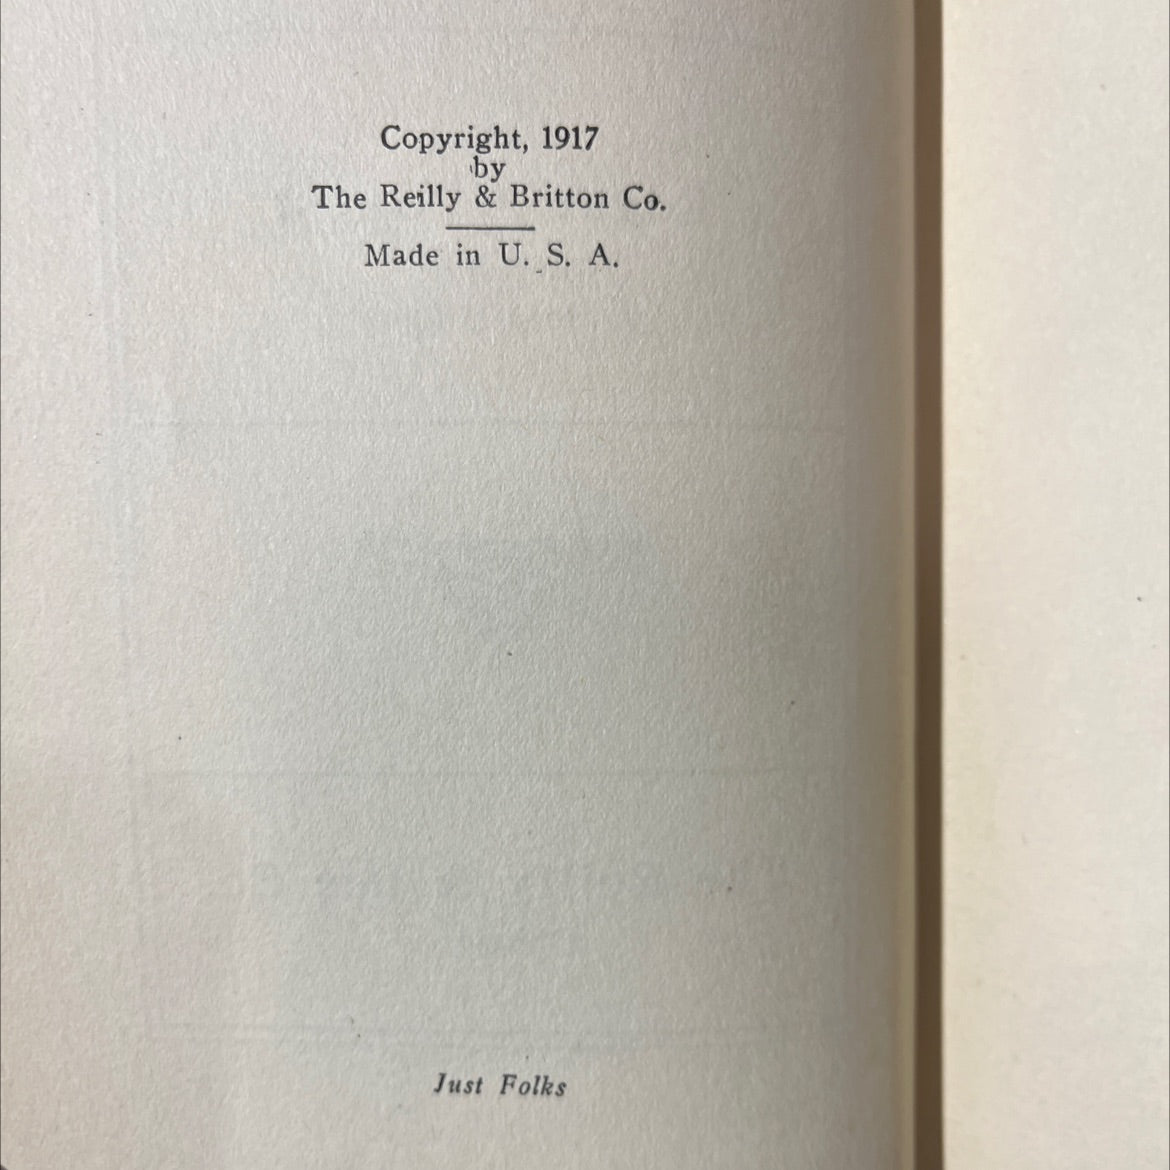 Copyright, 1917
by
The Reilly & Britton Co.
Made in U. S. A.
Just Folks